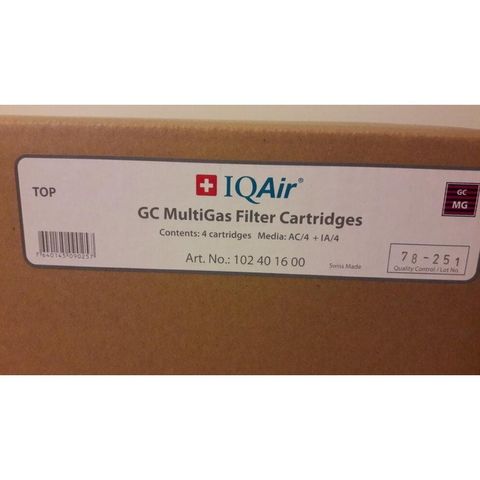 TOP
IQAir®
GC MultiGas Filter Cartridges
Contents: 4 cartridges Media: AC/4 + IA/4
Art. No.: 102 40 16 00
Swiss Made
GC
MG
78-251
Quality Control / Lot No.
7640145090257